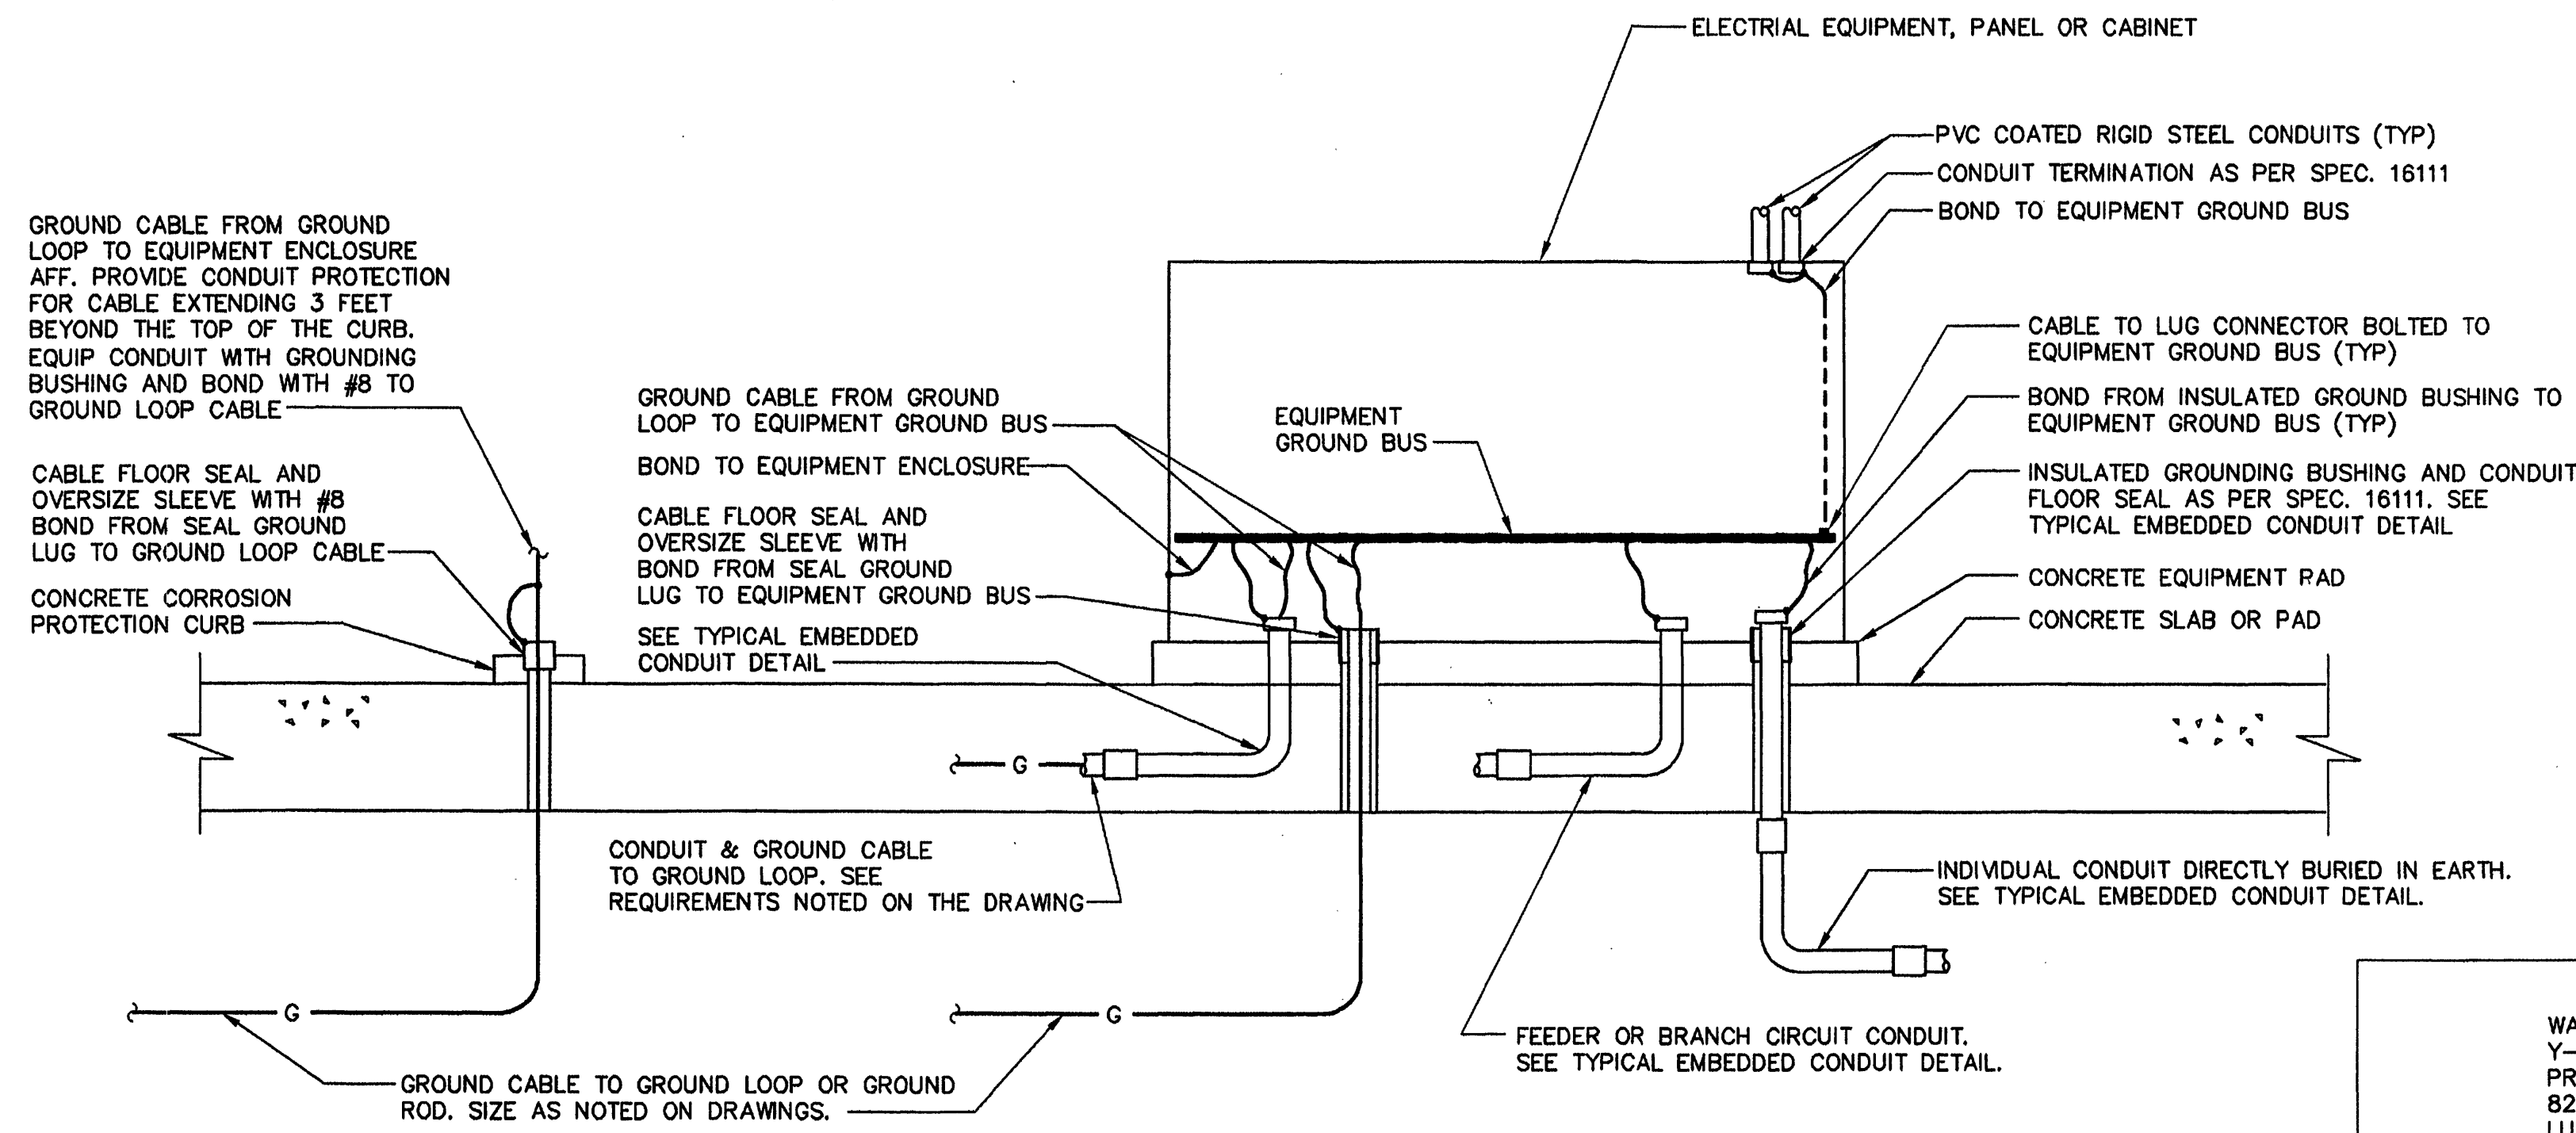 ELECTRIAL EQUIPMENT, PANEL OR CABINET
PVC COATED RIGID STEEL CONDUITS (TYP)
CONDUIT TERMINATION AS PER SPEC. 16111
BOND TO EQUIPMENT GROUND BUS
GROUND CABLE FROM GROUND
LOOP TO EQUIPMENT ENCLOSURE
AFF. PROVIDE CONDUIT PROTECTION
FOR CABLE EXTENDING 3 FEET
BEYOND THE TOP OF THE CURB.
EQUIP CONDUIT WITH GROUNDING
BUSHING AND BOND WITH #8 TO
GROUND LOOP CABLE
CABLE FLOOR SEAL AND
OVERSIZE SLEEVE WITH #8
BOND FROM SEAL GROUND
LUG TO GROUND LOOP CABLE
CONCRETE CORROSION
PROTECTION CURB
GROUND CABLE FROM GROUND
LOOP TO EQUIPMENT GROUND BUS
BOND TO EQUIPMENT ENCLOSURE
CABLE FLOOR SEAL AND
OVERSIZE SLEEVE WITH
BOND FROM SEAL GROUND
LUG TO EQUIPMENT GROUND BUS
SEE TYPICAL EMBEDDED
CONDUIT DETAIL
EQUIPMENT
GROUND BUS
CABLE TO LUG CONNECTOR BOLTED TO
EQUIPMENT GROUND BUS (TYP)
BOND FROM INSULATED GROUND BUSHING TO
EQUIPMENT GROUND BUS (TYP)
INSULATED GROUNDING BUSHING AND CONDUIT
FLOOR SEAL AS PER SPEC. 16111. SEE
TYPICAL EMBEDDED CONDUIT DETAIL
CONCRETE EQUIPMENT PAD
CONCRETE SLAB OR PAD
G
CONDUIT & GROUND CABLE
TO GROUND LOOP. SEE
REQUIREMENTS NOTED ON THE DRAWING
INDIVIDUAL CONDUIT DIRECTLY BURIED IN EARTH.
SEE TYPICAL EMBEDDED CONDUIT DETAIL.
G
G
FEEDER OR BRANCH CIRCUIT CONDUIT.
SEE TYPICAL EMBEDDED CONDUIT DETAIL.
GROUND CABLE TO GROUND LOOP OR GROUND
ROD. SIZE AS NOTED ON DRAWINGS.
WA
Y-
PR
82